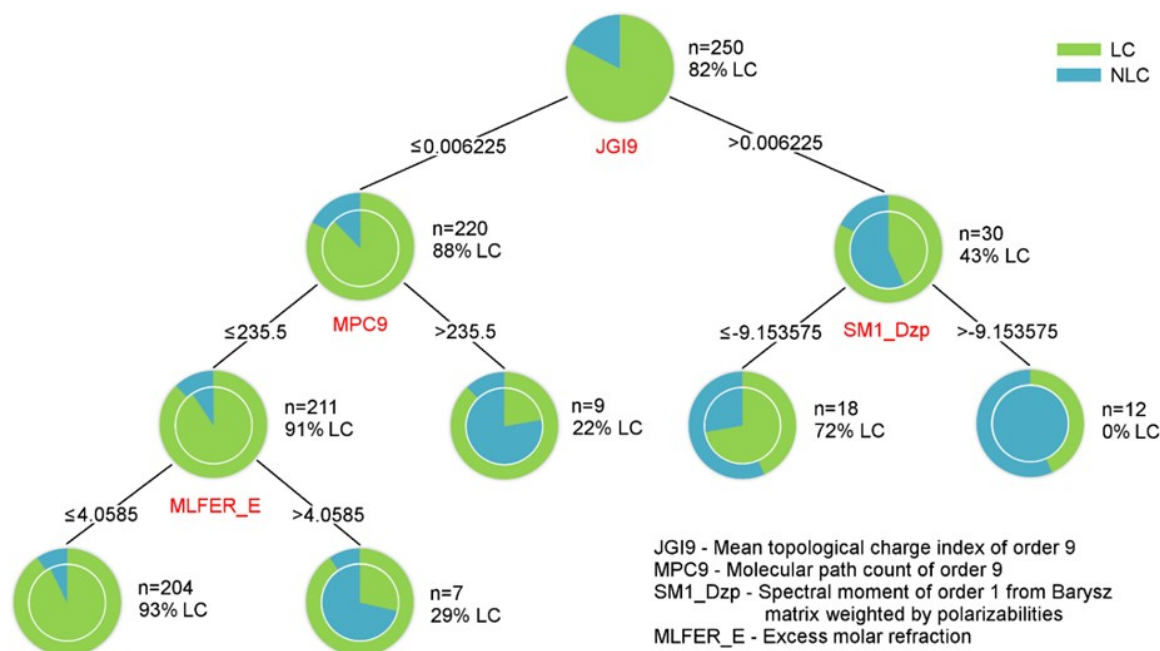 n=250
82% LC
LC
NLC
JGI9
≤0.006225
>0.006225
n=220
88% LC
n=30
43% LC
MPC9
SM1_Dzp
≤235.5
>235.5
≤-9.153575
>-9.153575
n=211
91% LC
n=9
22% LC
n=18
72% LC
n=12
0% LC
MLFER_E
≤4.0585
>4.0585
n=204
93% LC
n=7
29% LC
JGI9 - Mean topological charge index of order 9
MPC9 - Molecular path count of order 9
SM1_Dzp - Spectral moment of order 1 from Barysz
matrix weighted by polarizabilities
MLFER_E - Excess molar refraction